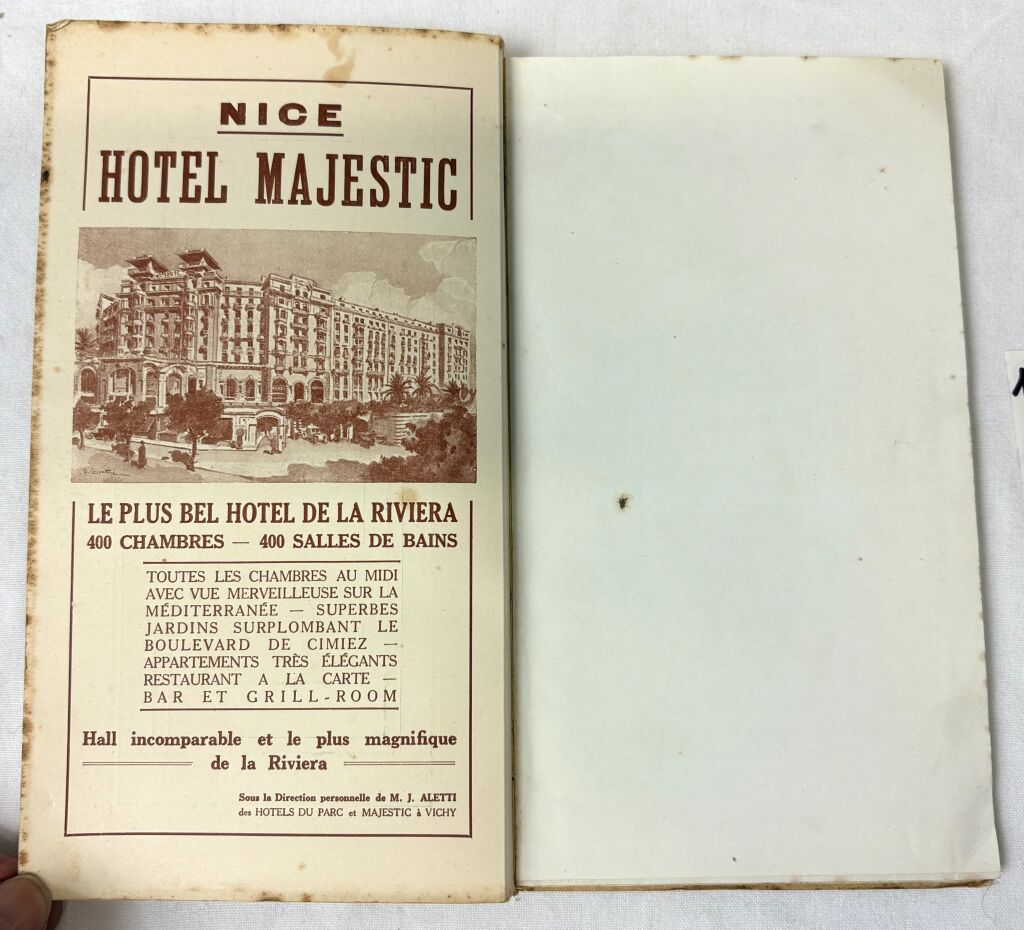 NICE
HOTEL MAJESTIC
LE PLUS BEL HOTEL DE LA RIVIERA
400 CHAMBRES — 400 SALLES DE BAINS
TOUTES LES CHAMBRES AU MIDI
AVEC VUE MERVEILLEUSE SUR LA
MÉDITERRANÉE — SUPERBES
JARDINS SURPLOMBANT LE
BOULEVARD DE CIMIEZ —
APPARTEMENTS TRÈS ÉLÉGANTS
RESTAURANT A LA CARTE —
BAR ET GRILL-ROOM
Hall incomparable et le plus magnifique
de la Riviera
Sous la Direction personnelle de M. J. ALETTI
des HOTELS DU PARC et MAJESTIC à VICHY